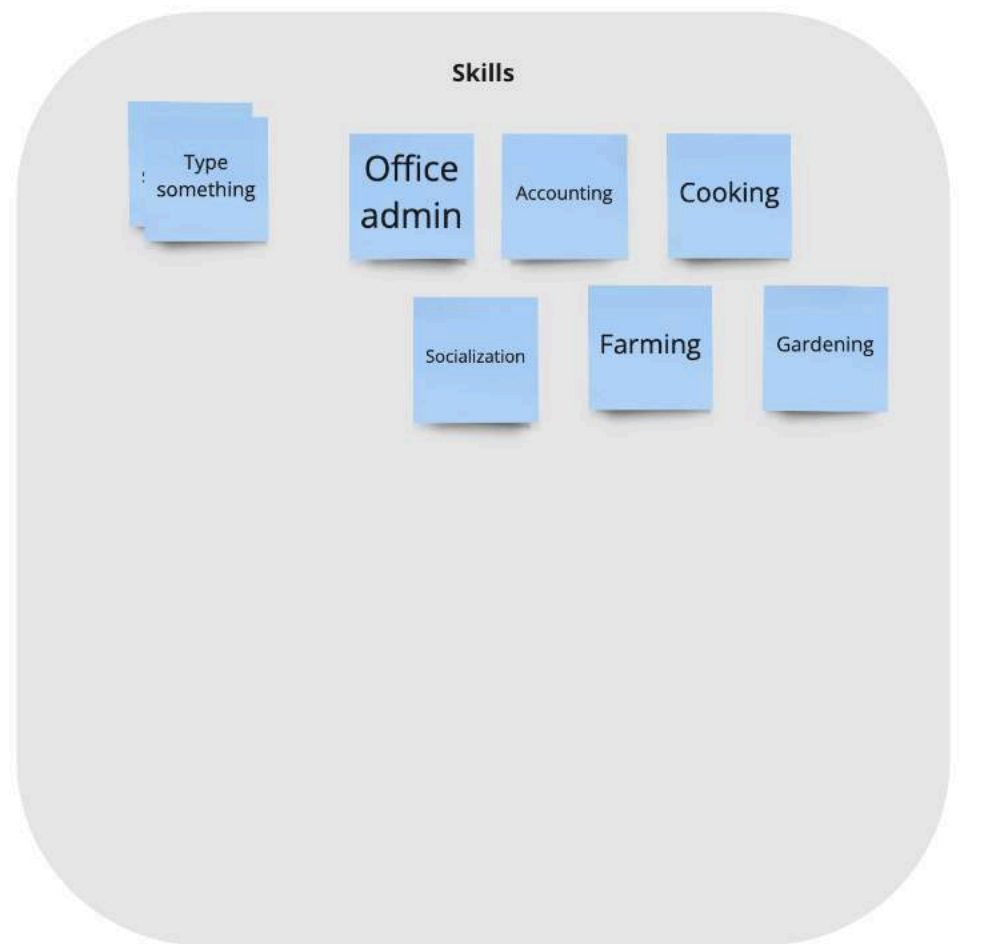 Skills
Type
something
Office
admin
Accounting
Cooking
Socialization
Farming
Gardening